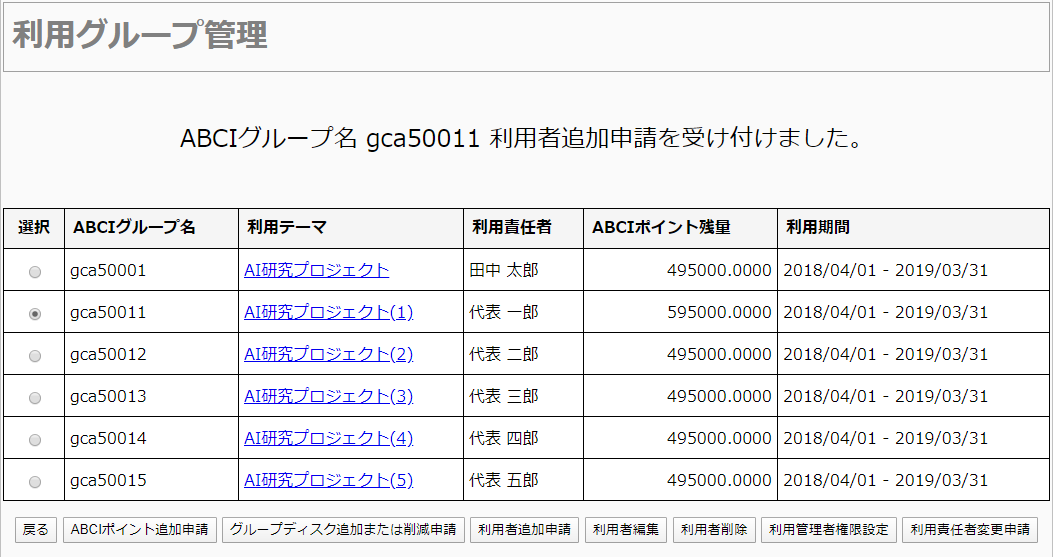 利用グループ管理
ABCIグループ名 gca50011 利用者追加申請を受け付けました。
選択 ABCIグループ名 利用テーマ 利用責任者 ABCIポイント残量 利用期間
gca50001 AI研究プロジェクト 田中 太郎 495000.0000 2018/04/01 - 2019/03/31
gca50011 AI研究プロジェクト(1) 代表 一郎 595000.0000 2018/04/01 - 2019/03/31
gca50012 AI研究プロジェクト(2) 代表 二郎 495000.0000 2018/04/01 - 2019/03/31
gca50013 AI研究プロジェクト(3) 代表 三郎 495000.0000 2018/04/01 - 2019/03/31
gca50014 AI研究プロジェクト(4) 代表 四郎 495000.0000 2018/04/01 - 2019/03/31
gca50015 AI研究プロジェクト(5) 代表 五郎 495000.0000 2018/04/01 - 2019/03/31
戻る ABCIポイント追加申請 グループディスク追加または削減申請 利用者追加申請 利用者編集 利用者削除 利用管理者権限設定 利用責任者変更申請